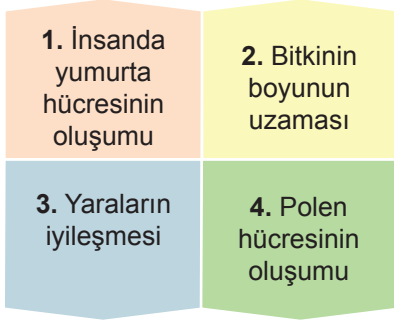 1. İnsanda
yumurta
hücresinin
oluşumu
2. Bitkinin
boyunun
uzaması
3. Yaraların
iyileşmesi
4. Polen
hücresinin
oluşumu